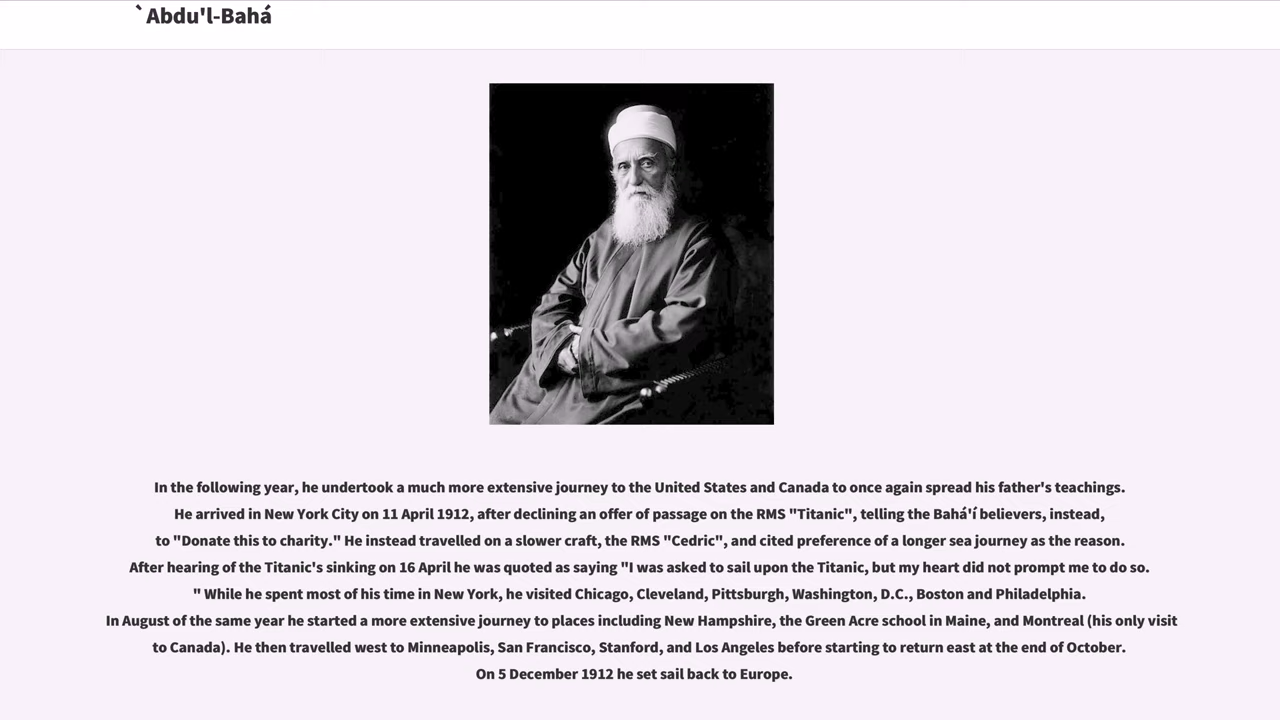 `Abdu'l-Bahá
In the following year, he undertook a much more extensive journey to the United States and Canada to once again spread his father's teachings.
He arrived in New York City on 11 April 1912, after declining an offer of passage on the RMS "Titanic", telling the Bahá'í believers, instead,
to "Donate this to charity." He instead travelled on a slower craft, the RMS "Cedric", and cited preference of a longer sea journey as the reason.
After hearing of the Titanic's sinking on 16 April he was quoted as saying "I was asked to sail upon the Titanic, but my heart did not prompt me to do so.
" While he spent most of his time in New York, he visited Chicago, Cleveland, Pittsburgh, Washington, D.C., Boston and Philadelphia.
In August of the same year he started a more extensive journey to places including New Hampshire, the Green Acre school in Maine, and Montreal (his only visit
to Canada). He then travelled west to Minneapolis, San Francisco, Stanford, and Los Angeles before starting to return east at the end of October.
On 5 December 1912 he set sail back to Europe.